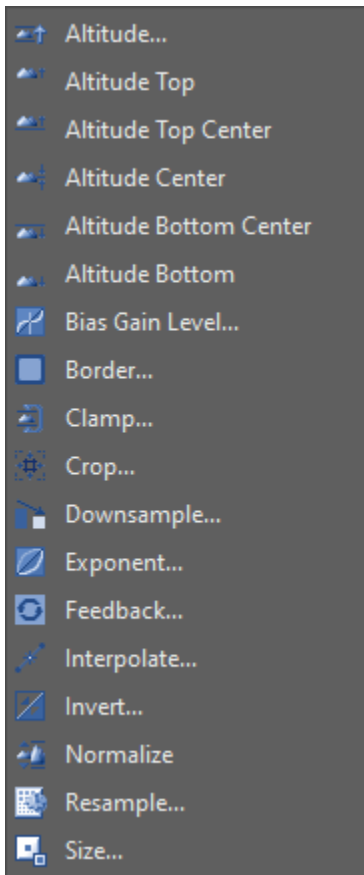 Altitude...
Altitude Top
Altitude Top Center
Altitude Center
Altitude Bottom Center
Altitude Bottom
Bias Gain Level...
Border...
Clamp...
Crop...
Downsample...
Exponent...
Feedback...
Interpolate...
Invert...
Normalize
Resample...
Size...